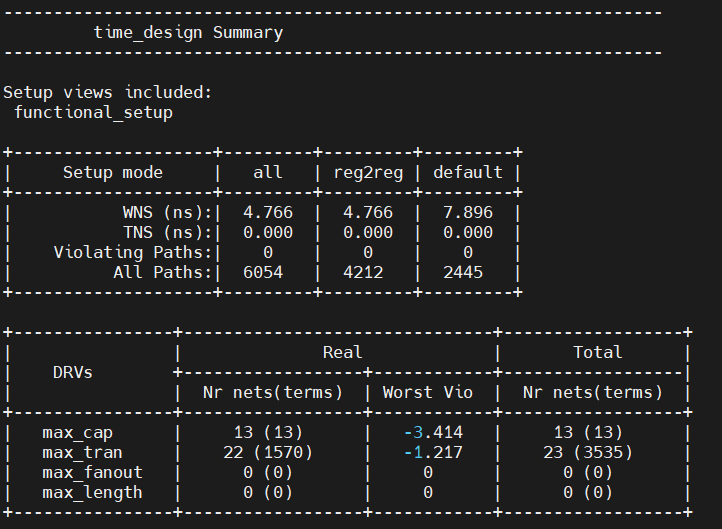 ------------------------------------------------------------------
         time_design Summary
------------------------------------------------------------------

Setup views included:
 functional_setup

+--------------------+---------+---------+---------+
|     Setup mode     |   all   | reg2reg | default |
+--------------------+---------+---------+---------+
|           WNS (ns):|  4.766  |  4.766  |  7.896  |
|           TNS (ns):|  0.000  |  0.000  |  0.000  |
|    Violating Paths:|    0    |    0    |    0    |
|          All Paths:|  6054   |  4212   |  2445   |
+--------------------+---------+---------+---------+

+----------------+-------------------------------+------------------+
|                |              Real             |       Total      |
|    DRVs        +------------------+------------+------------------|
|                |  Nr nets(terms)  | Worst Vio  |  Nr nets(terms)  |
+----------------+------------------+------------+------------------+
|   max_cap      |     13 (13)      |   -3.414   |     13 (13)      |
|   max_tran     |    22 (1570)     |   -1.217   |    23 (3535)     |
|   max_fanout   |      0 (0)       |     0      |      0 (0)       |
|   max_length   |      0 (0)       |     0      |      0 (0)       |
+----------------+------------------+------------+------------------+